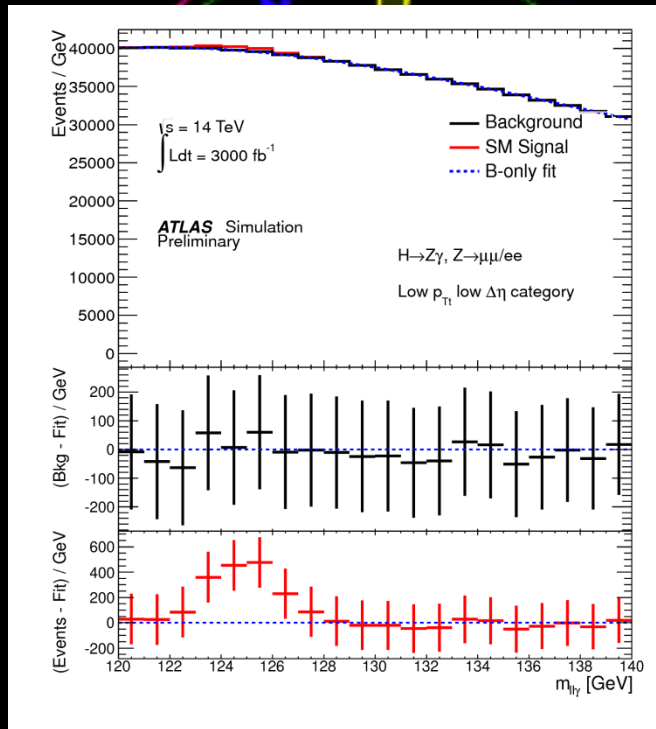 Events / GeV
40000
35000
30000
25000
20000
15000
10000
5000
0
√s = 14 TeV
∫Ldt = 3000 fb⁻¹
Background
SM Signal
B-only fit
ATLAS Simulation
Preliminary
H→Zγ, Z→μμ/ee
Low pTt low Δη category
(Bkg - Fit) / GeV
200
100
0
-100
-200
(Events - Fit) / GeV
600
400
200
0
-200
120 122 124 126 128 130 132 134 136 138 140
mllγ [GeV]